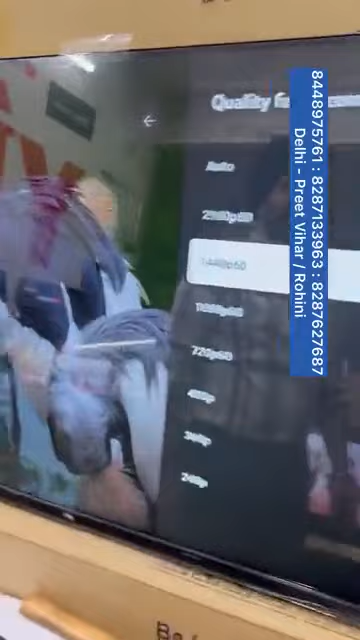 Quality f
Auto
2160p60
1440p60
1080p60
720p60
480p
360p
240p
8448975761 : 8287133963 : 8287627687
Delhi - Preet Vihar / Rohini